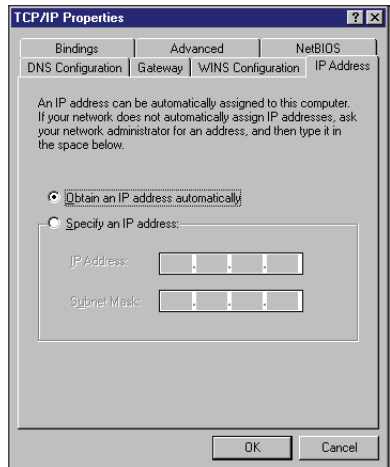 TCP/IP Properties
Bindings Advanced NetBIOS
DNS Configuration Gateway WINS Configuration IP Address
An IP address can be automatically assigned to this computer.
If your network does not automatically assign IP addresses, ask
your network administrator for an address, and then type it in
the space below.
Obtain an IP address automatically
Specify an IP address:
IP Address:
Subnet Mask:
OK Cancel